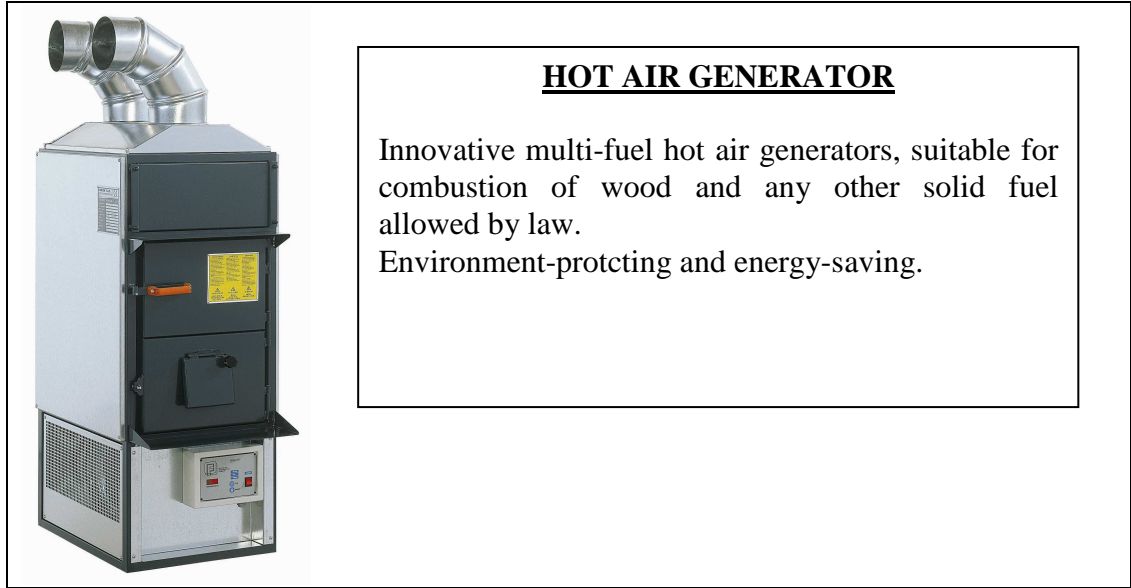 HOT AIR GENERATOR
Innovative multi-fuel hot air generators, suitable for
combustion of wood and any other solid fuel
allowed by law.
Environment-protcting and energy-saving.